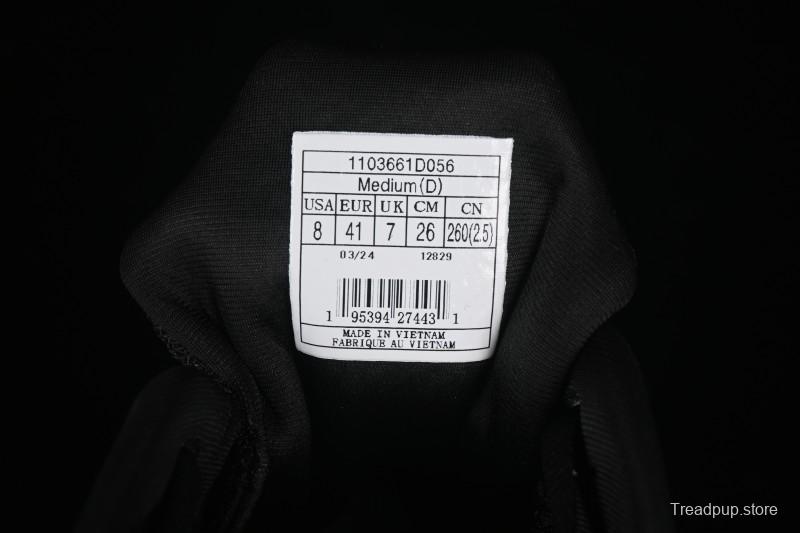 1103661D056
Medium(D)
USA EUR UK CM CN
8 41 7 26 260(2.5)
03/24 12829
1 95394 27443 1
MADE IN VIETNAM
FABRIQUE AU VIETNAM
Treadpup.store